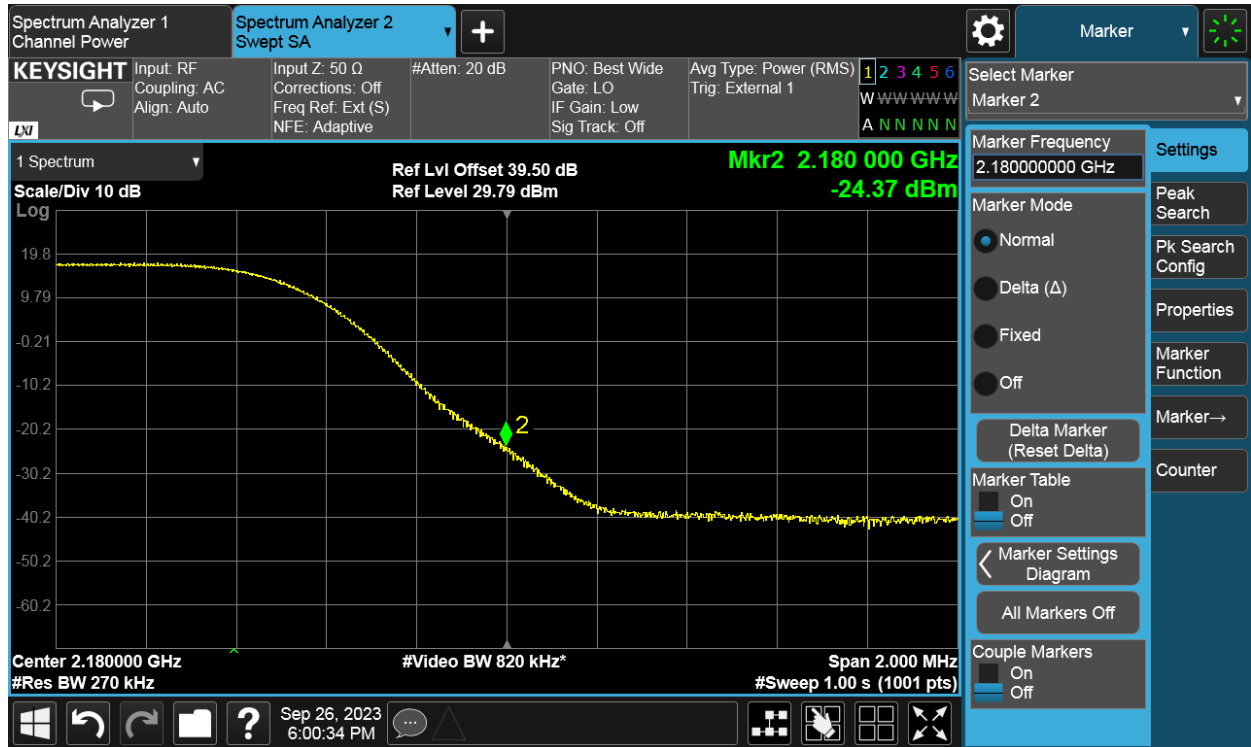 Spectrum Analyzer 1
Channel Power
Spectrum Analyzer 2
Swept SA
Marker
KEYSIGHT
LXI
Input: RF
Coupling: AC
Align: Auto
Input Z: 50 Ω
Corrections: Off
Freq Ref: Ext (S)
NFE: Adaptive
#Atten: 20 dB
PNO: Best Wide
Gate: LO
IF Gain: Low
Sig Track: Off
Avg Type: Power (RMS)
Trig: External 1
1 2 3 4 5 6
W W W W W W
A N N N N N
Select Marker
Marker 2
1 Spectrum
Scale/Div 10 dB
Ref Lvl Offset 39.50 dB
Ref Level 29.79 dBm
Mkr2 2.180 000 GHz
-24.37 dBm
Log
19.8
9.79
-0.21
-10.2
-20.2
-30.2
-40.2
-50.2
-60.2
2
Center 2.180000 GHz
#Res BW 270 kHz
#Video BW 820 kHz*
Span 2.000 MHz
#Sweep 1.00 s (1001 pts)
Marker Frequency
2.180000000 GHz
Marker Mode
Normal
Delta (Δ)
Fixed
Off
Delta Marker
(Reset Delta)
Marker Table
On
Off
Marker Settings
Diagram
All Markers Off
Couple Markers
On
Off
Settings
Peak
Search
Pk Search
Config
Properties
Marker
Function
Marker→
Counter
?
Sep 26, 2023
6:00:34 PM